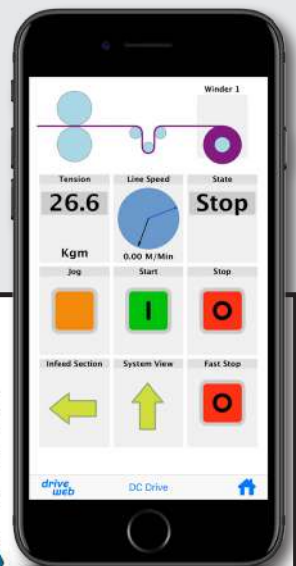 Winder 1
Tension Line Speed State
26.6 Stop
Kgm 0.00 M/Min
Jog Start Stop
I O
Infeed Section System View Fast Stop
O
drive
web DC Drive